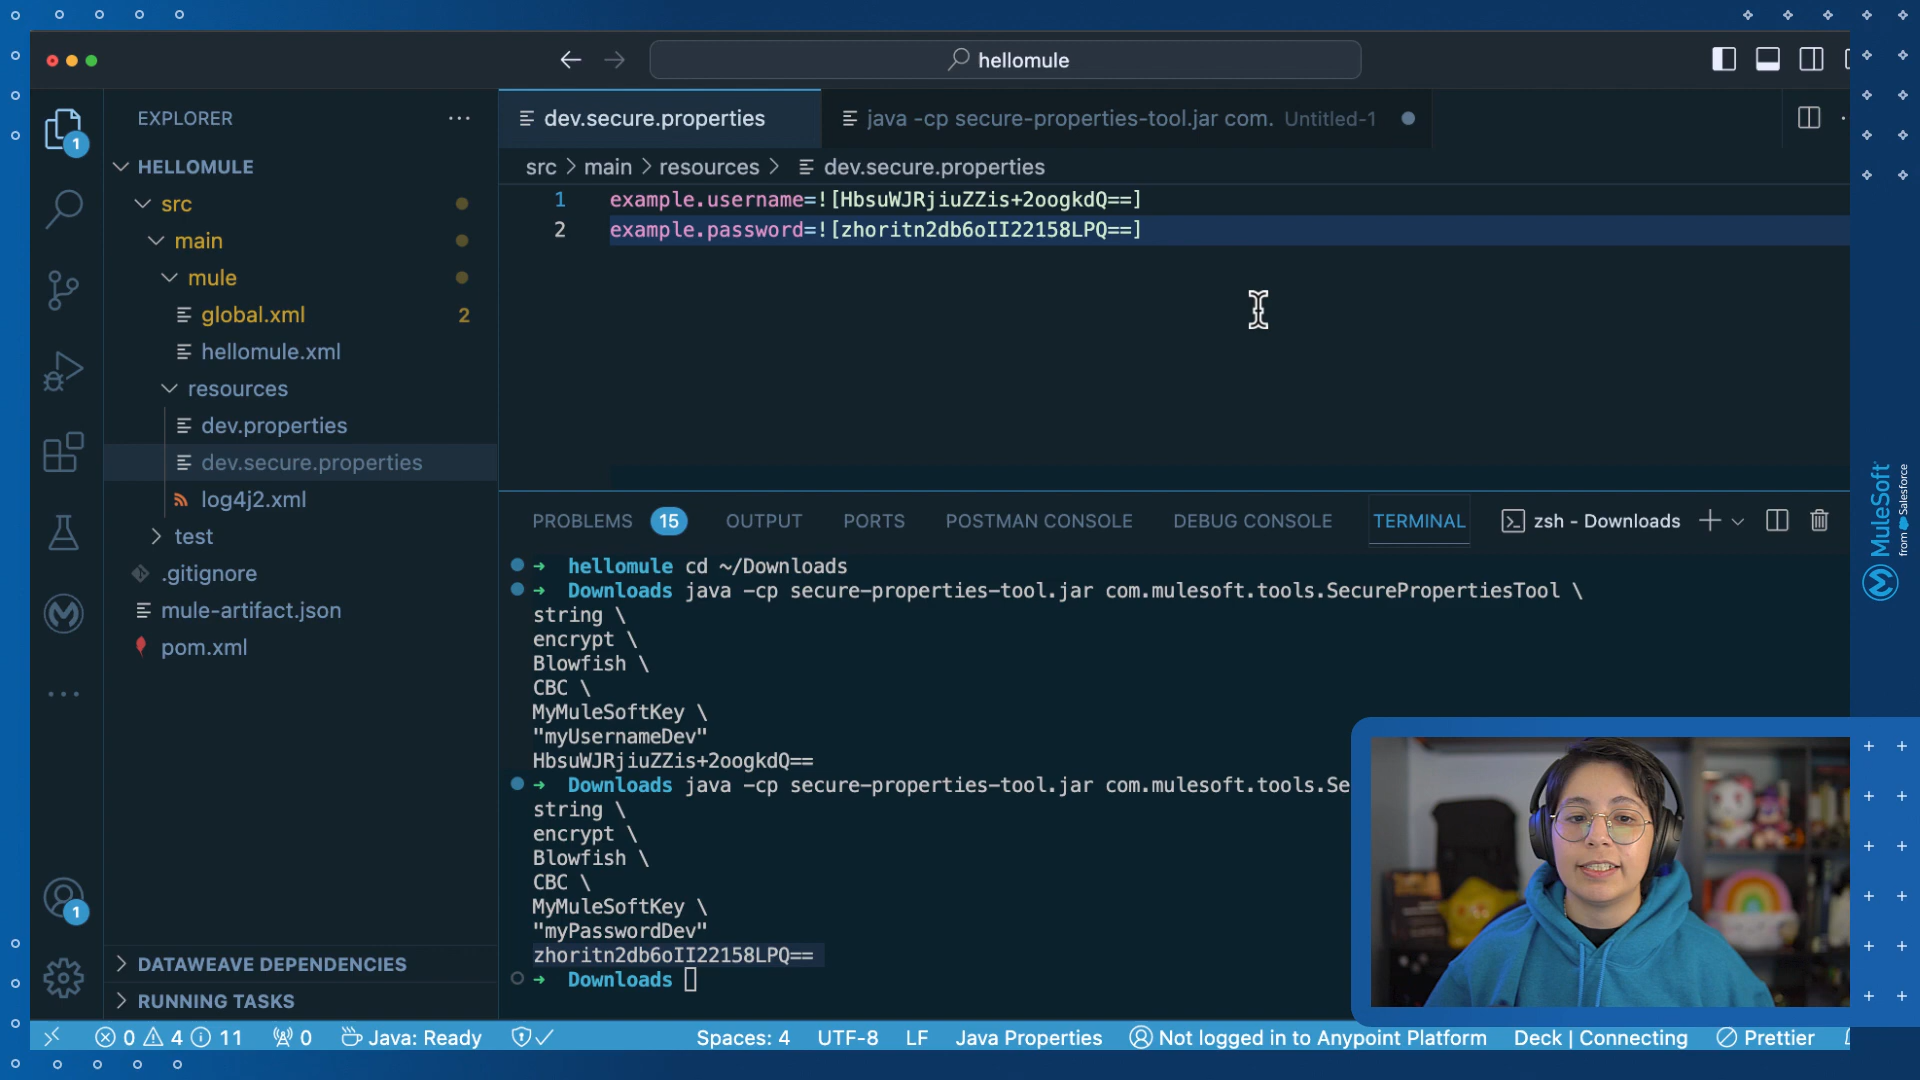 hellomule
EXPLORER
1
HELLOMULE
src
main
mule
global.xml 2
hellomule.xml
resources
dev.properties
dev.secure.properties
log4j2.xml
test
.gitignore
mule-artifact.json
pom.xml
1
DATAWEAVE DEPENDENCIES
RUNNING TASKS
dev.secure.properties
java -cp secure-properties-tool.jar com. Untitled-1
src > main > resources > dev.secure.properties
1 example.username=![HbsuWJRjiuZZis+2oogkdQ==]
2 example.password=![zhoritn2db6oII22158LPQ==]
PROBLEMS 15 OUTPUT PORTS POSTMAN CONSOLE DEBUG CONSOLE TERMINAL zsh - Downloads
hellomule cd ~/Downloads
Downloads java -cp secure-properties-tool.jar com.mulesoft.tools.SecurePropertiesTool \
string \
encrypt \
Blowfish \
CBC \
MyMuleSoftKey \
"myUsernameDev"
HbsuWJRjiuZZis+2oogkdQ==
Downloads java -cp secure-properties-tool.jar com.mulesoft.tools.Se
string \
encrypt \
Blowfish \
CBC \
MyMuleSoftKey \
"myPasswordDev"
zhoritn2db6oII22158LPQ==
Downloads
0 4 11 0 Java: Ready Spaces: 4 UTF-8 LF Java Properties Not logged in to Anypoint Platform Deck | Connecting Prettier
MuleSoft
from Salesforce